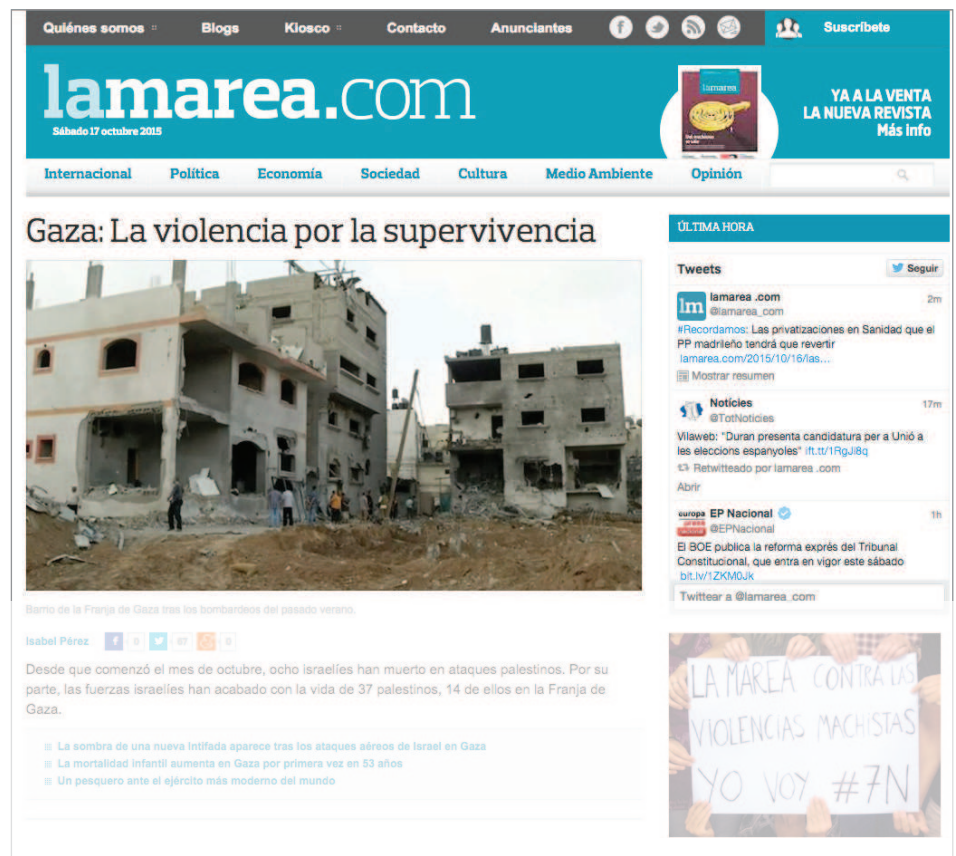 Quiénes somos Blogs Kiosco Contacto Anunciantes Suscríbete
lamarea.com
Sábado 17 octubre 2015
lamarea
YA A LA VENTA
LA NUEVA REVISTA
Más info
Internacional Política Economía Sociedad Cultura Medio Ambiente Opinión
Gaza: La violencia por la supervivencia
Barrio de la Franja de Gaza tras los bombardeos del pasado verano.
Isabel Pérez 0 67 0
Desde que comenzó el mes de octubre, ocho israelíes han muerto en ataques palestinos. Por su
parte, las fuerzas israelíes han acabado con la vida de 37 palestinos, 14 de ellos en la Franja de
Gaza.
La sombra de una nueva Intifada aparece tras los ataques aéreos de Israel en Gaza
La mortalidad infantil aumenta en Gaza por primera vez en 53 años
Un pesquero ante el ejército más moderno del mundo
ÚLTIMA HORA
Tweets Seguir
lm lamarea .com 2m
@lamarea_com
#Recordamos: Las privatizaciones en Sanidad que el
PP madrileño tendrá que revertir
lamarea.com/2015/10/16/las…
Mostrar resumen
Notícies 17m
@TotNoticies
Vilaweb: "Duran presenta candidatura per a Unió a
les eleccions espanyoles" ift.tt/1RgJi8q
Retwitteado por lamarea .com
Abrir
europa press EP Nacional 1h
@EPNacional
El BOE publica la reforma exprés del Tribunal
Constitucional, que entra en vigor este sábado
bit.ly/1ZKM0Jk
Twittear a @lamarea_com
LA MAREA CONTRA LAS
VIOLENCIAS MACHISTAS
YO VOY #7N